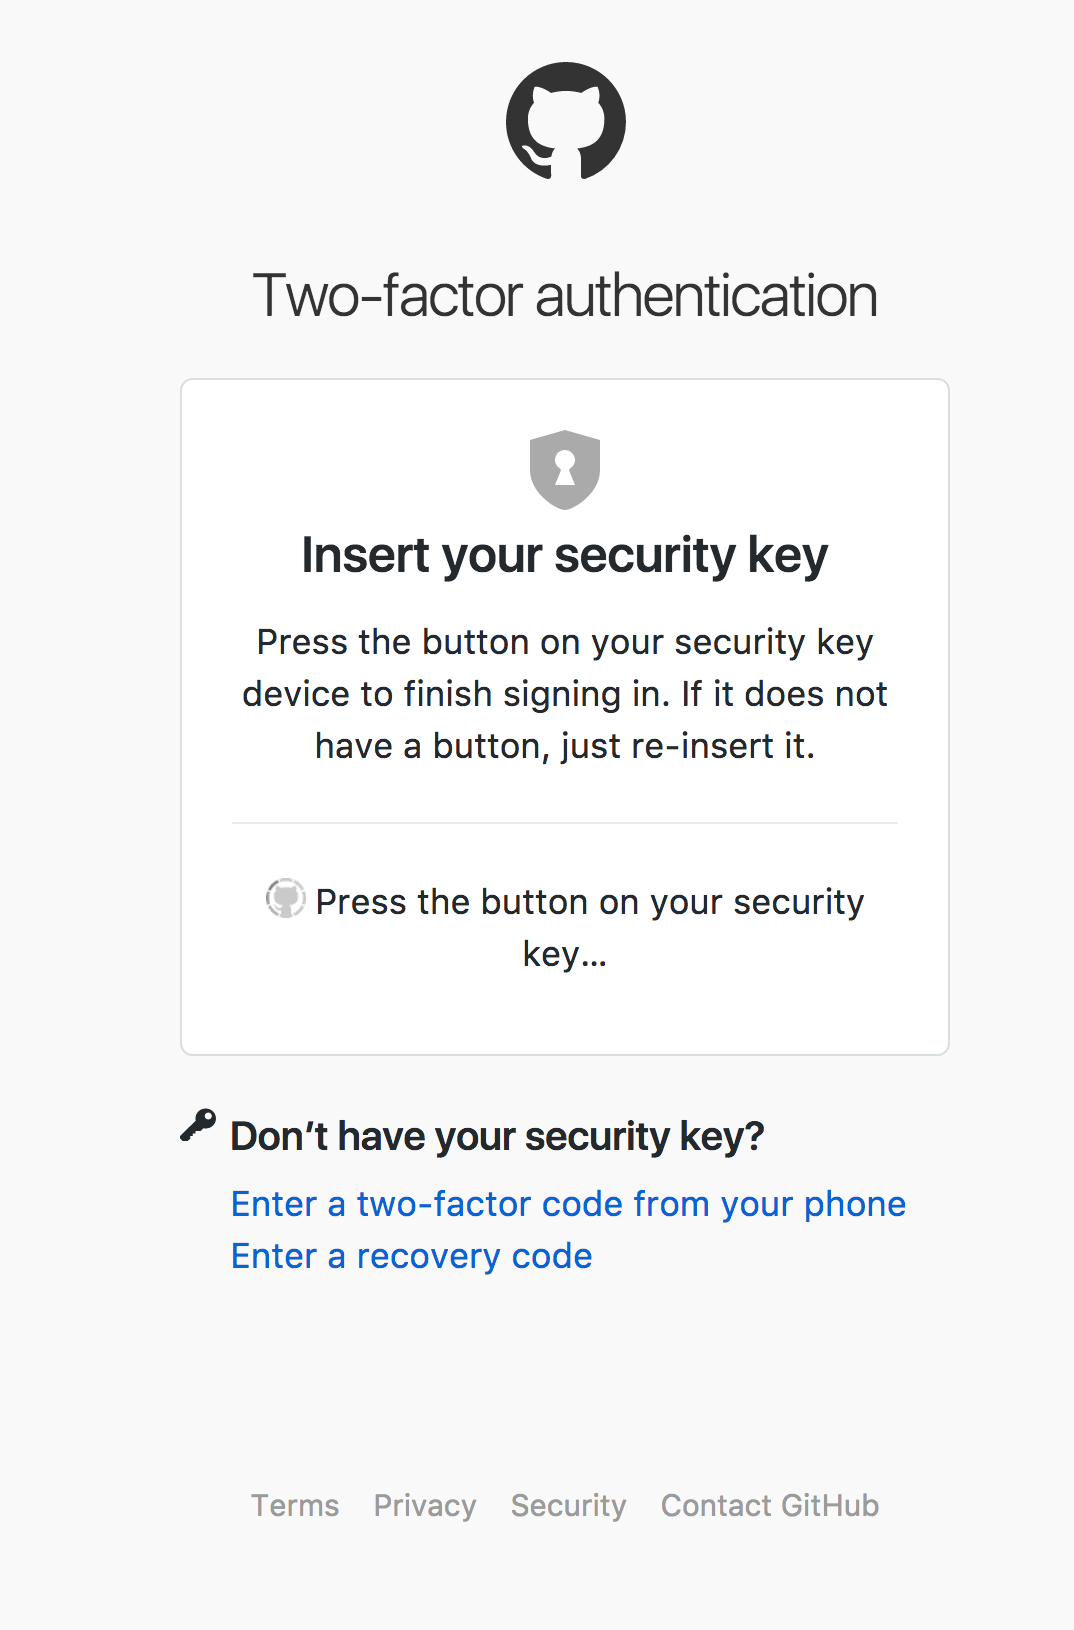 Two-factor authentication
Insert your security key
Press the button on your security key
device to finish signing in. If it does not
have a button, just re-insert it.
Press the button on your security
key…
Don’t have your security key?
Enter a two-factor code from your phone
Enter a recovery code
Terms Privacy Security Contact GitHub